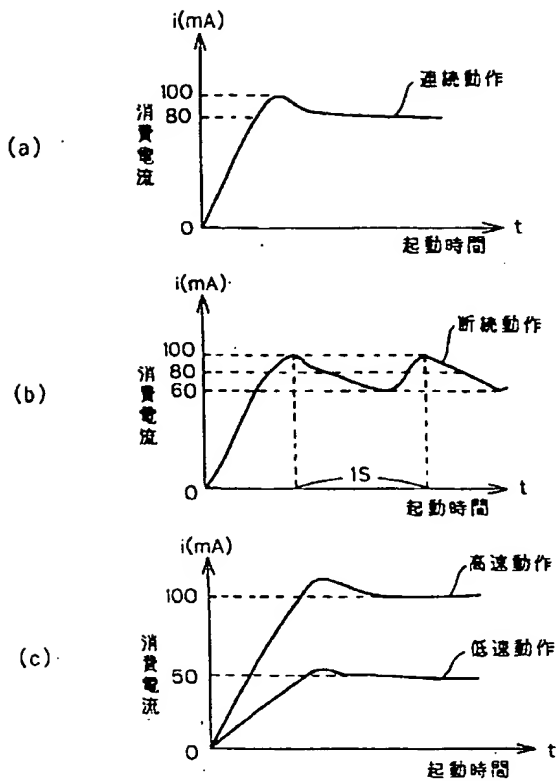 (a)
i(mA)
100
80
0
消費電流
連続動作
t
起動時間
(b)
i(mA)
100
80
60
0
消費電流
断続動作
1S
t
起動時間
(c)
i(mA)
100
50
0
消費電流
高速動作
低速動作
t
起動時間